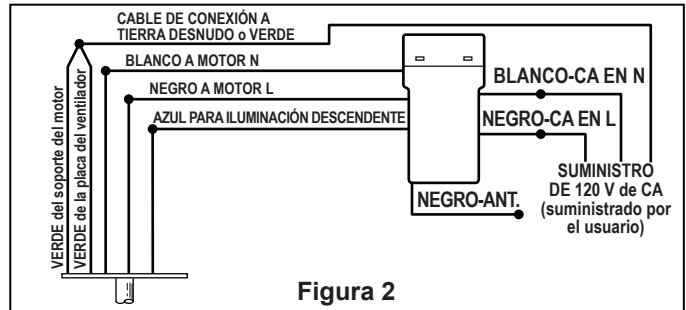 CABLE DE CONEXIÓN A
TIERRA DESNUDO o VERDE
BLANCO A MOTOR N
NEGRO A MOTOR L
AZUL PARA ILUMINACIÓN DESCENDENTE
VERDE del soporte del motor
VERDE de la placa del ventilador
BLANCO-CA EN N
NEGRO-CA EN L
NEGRO-ANT.
SUMINISTRO
DE 120 V de CA
(suministrado por
el usuario)
Figura 2